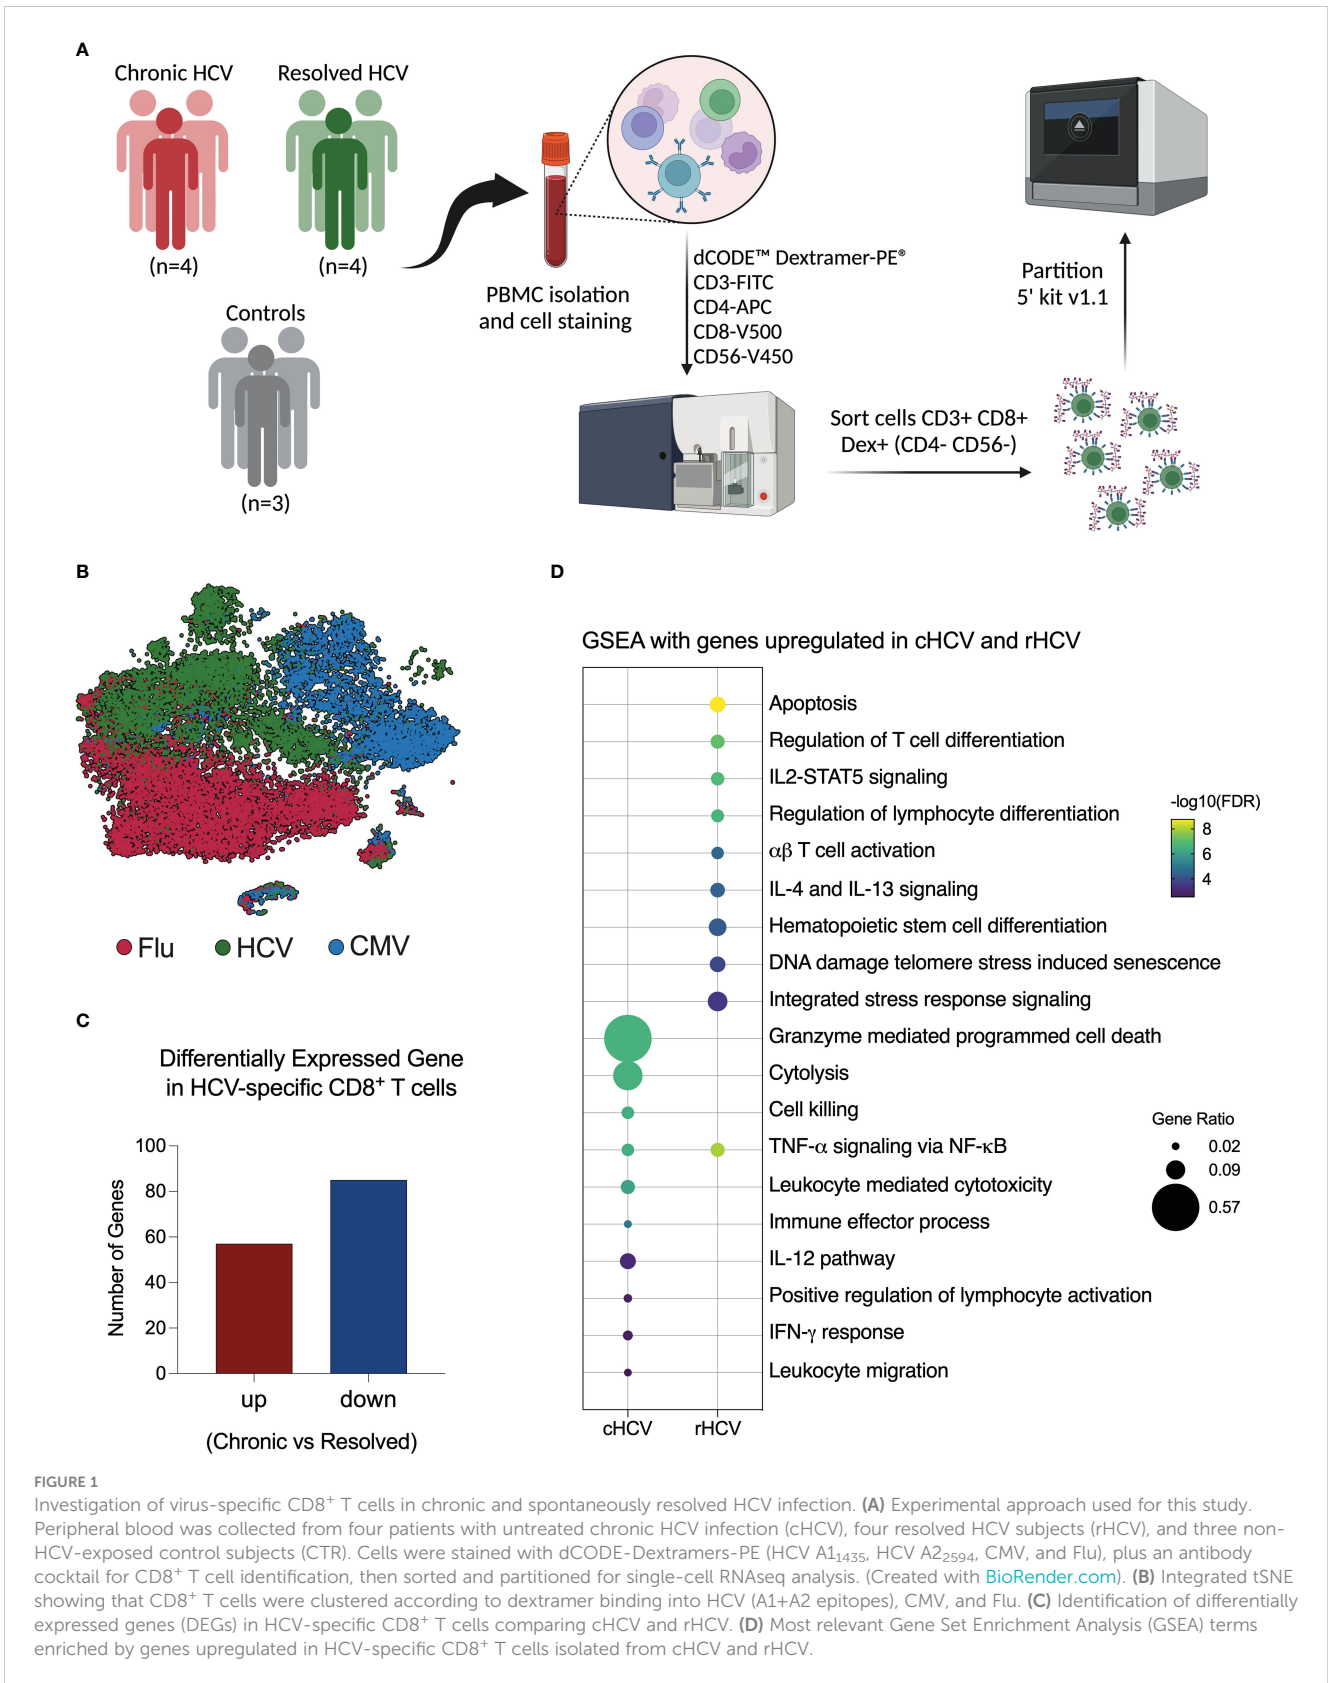 A
Chronic HCV
Resolved HCV
(n=4)
(n=4)
Controls
(n=3)
PBMC isolation
and cell staining
dCODE™ Dextramer-PE®
CD3-FITC
CD4-APC
CD8-V500
CD56-V450
Sort cells CD3+ CD8+
Dex+ (CD4- CD56-)
Partition
5' kit v1.1
B
Flu
HCV
CMV
C
Differentially Expressed Gene
in HCV-specific CD8⁺ T cells
Number of Genes
100
80
60
40
20
0
up
down
(Chronic vs Resolved)
D
GSEA with genes upregulated in cHCV and rHCV
Apoptosis
Regulation of T cell differentiation
IL2-STAT5 signaling
Regulation of lymphocyte differentiation
αβ T cell activation
IL-4 and IL-13 signaling
Hematopoietic stem cell differentiation
DNA damage telomere stress induced senescence
Integrated stress response signaling
Granzyme mediated programmed cell death
Cytolysis
Cell killing
TNF-α signaling via NF-κB
Leukocyte mediated cytotoxicity
Immune effector process
IL-12 pathway
Positive regulation of lymphocyte activation
IFN-γ response
Leukocyte migration
cHCV
rHCV
-log10(FDR)
8
6
4
Gene Ratio
0.02
0.09
0.57
FIGURE 1
Investigation of virus-specific CD8⁺ T cells in chronic and spontaneously resolved HCV infection. (A) Experimental approach used for this study.
Peripheral blood was collected from four patients with untreated chronic HCV infection (cHCV), four resolved HCV subjects (rHCV), and three non-
HCV-exposed control subjects (CTR). Cells were stained with dCODE-Dextramers-PE (HCV A1₁₄₃₅, HCV A2₂₅₉₄, CMV, and Flu), plus an antibody
cocktail for CD8⁺ T cell identification, then sorted and partitioned for single-cell RNAseq analysis. (Created with BioRender.com). (B) Integrated tSNE
showing that CD8⁺ T cells were clustered according to dextramer binding into HCV (A1+A2 epitopes), CMV, and Flu. (C) Identification of differentially
expressed genes (DEGs) in HCV-specific CD8⁺ T cells comparing cHCV and rHCV. (D) Most relevant Gene Set Enrichment Analysis (GSEA) terms
enriched by genes upregulated in HCV-specific CD8⁺ T cells isolated from cHCV and rHCV.